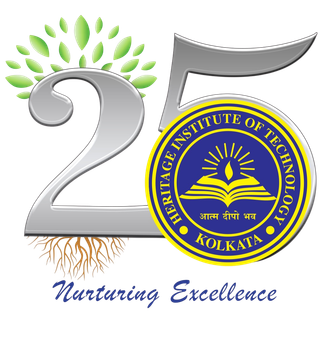 25
HERITAGE INSTITUTE OF TECHNOLOGY
आत्म दीपो भव
• KOLKATA •
Nurturing Excellence